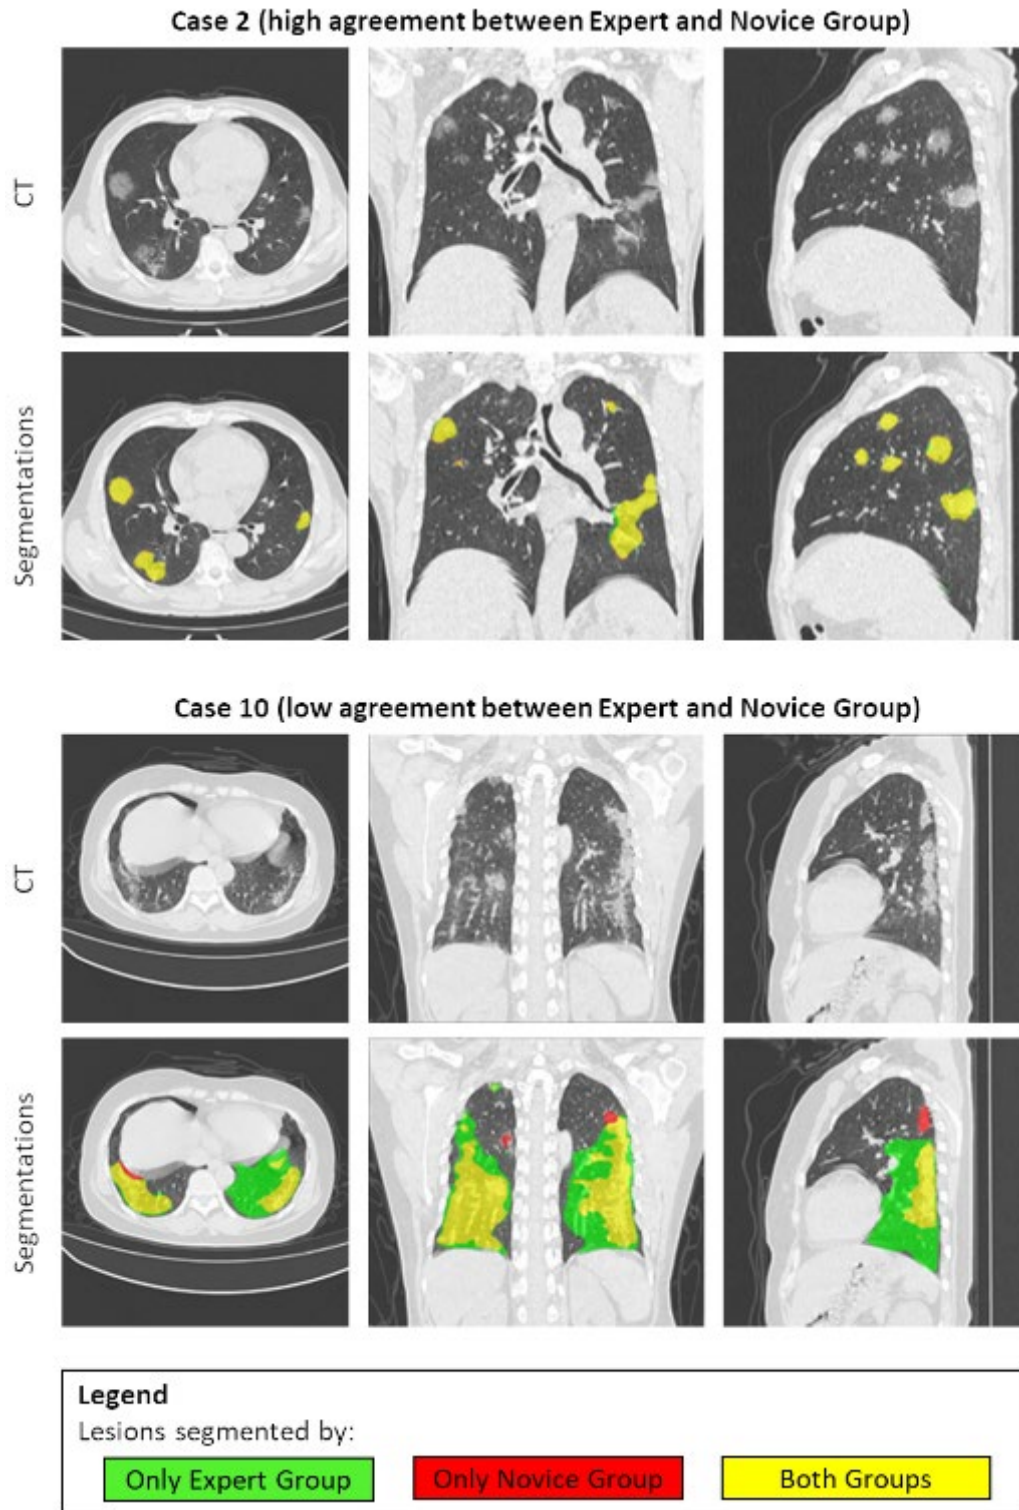 Case 2 (high agreement between Expert and Novice Group)
CT
Segmentations
Case 10 (low agreement between Expert and Novice Group)
CT
Segmentations
Legend
Lesions segmented by:
Only Expert Group
Only Novice Group
Both Groups